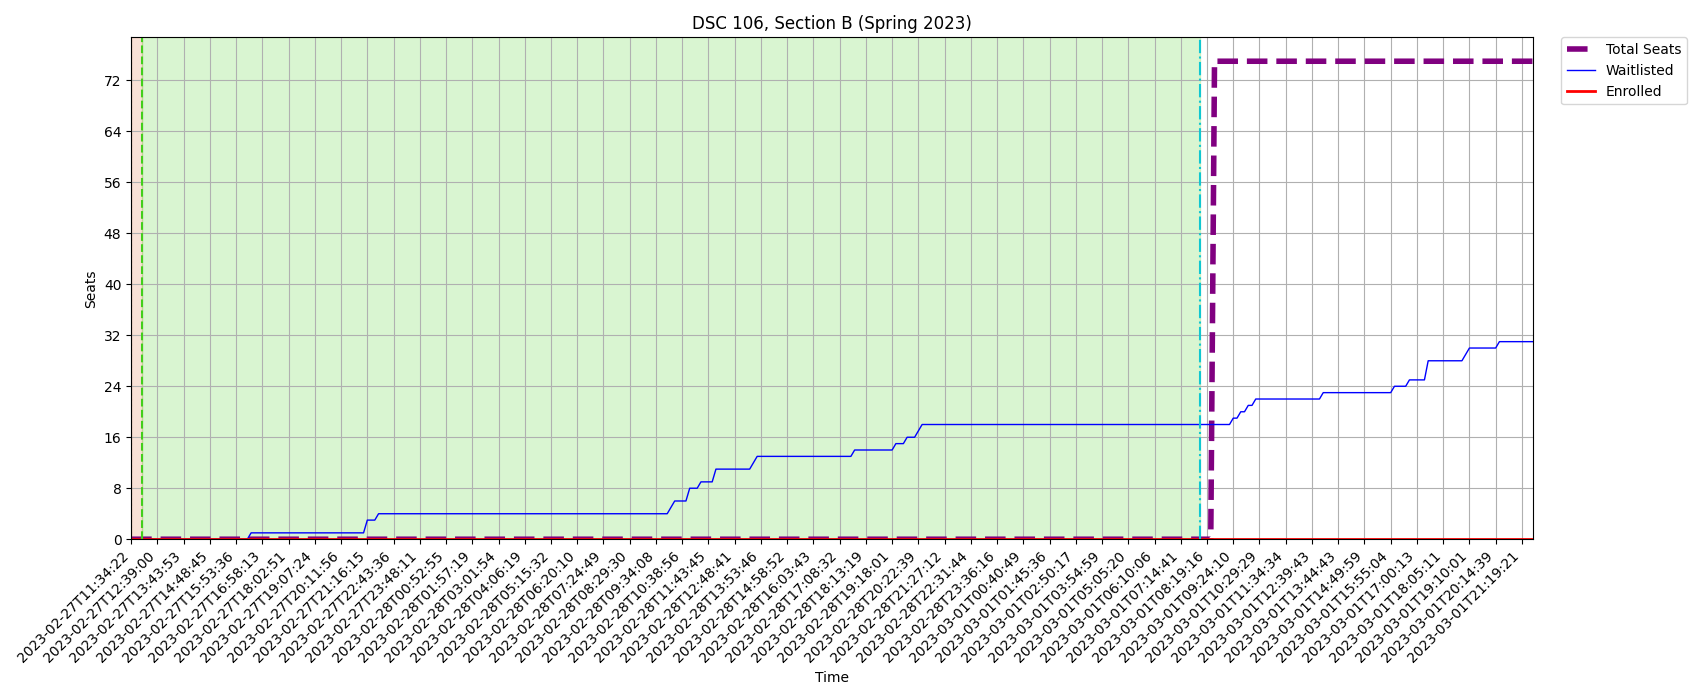 DSC 106, Section B (Spring 2023)
Total Seats
Waitlisted
Enrolled
Seats
72
64
56
48
40
32
24
16
8
0
2023-02-27T11:34:22
2023-02-27T12:39:00
2023-02-27T13:43:53
2023-02-27T14:48:45
2023-02-27T15:53:36
2023-02-27T16:58:13
2023-02-27T18:02:51
2023-02-27T19:07:24
2023-02-27T20:11:56
2023-02-27T21:16:15
2023-02-27T22:43:36
2023-02-27T23:48:11
2023-02-28T00:52:55
2023-02-28T01:57:19
2023-02-28T03:01:54
2023-02-28T04:06:19
2023-02-28T05:15:32
2023-02-28T06:20:10
2023-02-28T07:24:49
2023-02-28T08:29:30
2023-02-28T09:34:08
2023-02-28T10:38:56
2023-02-28T11:43:45
2023-02-28T12:48:41
2023-02-28T13:53:46
2023-02-28T14:58:52
2023-02-28T16:03:43
2023-02-28T17:08:32
2023-02-28T18:13:19
2023-02-28T19:18:01
2023-02-28T20:22:39
2023-02-28T21:27:12
2023-02-28T22:31:44
2023-02-28T23:36:16
2023-03-01T00:40:49
2023-03-01T01:45:36
2023-03-01T02:50:17
2023-03-01T03:54:59
2023-03-01T05:05:20
2023-03-01T06:10:06
2023-03-01T07:14:41
2023-03-01T08:19:16
2023-03-01T09:24:10
2023-03-01T10:29:29
2023-03-01T11:34:34
2023-03-01T12:39:43
2023-03-01T13:44:43
2023-03-01T14:49:59
2023-03-01T15:55:04
2023-03-01T17:00:13
2023-03-01T18:05:11
2023-03-01T19:10:01
2023-03-01T20:14:39
2023-03-01T21:19:21
Time